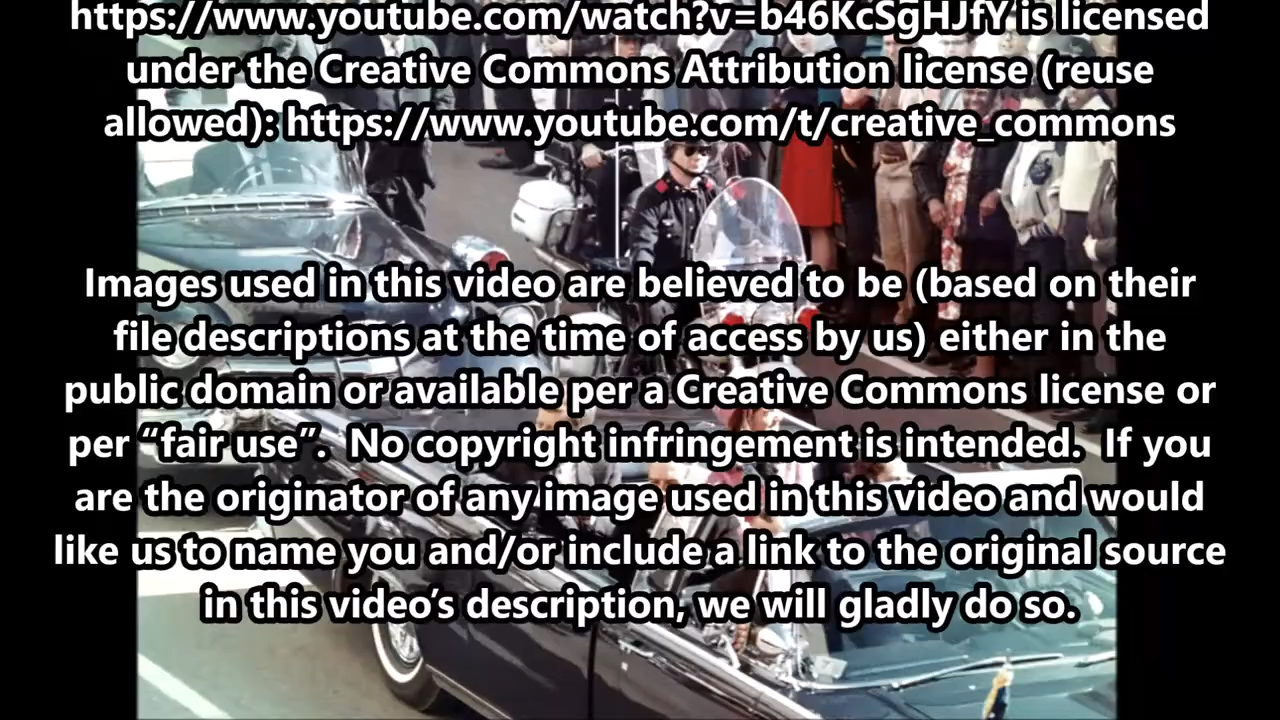 https://www.youtube.com/watch?v=b46KcSgHJfY is licensed
under the Creative Commons Attribution license (reuse
allowed): https://www.youtube.com/t/creative_commons
Images used in this video are believed to be (based on their
file descriptions at the time of access by us) either in the
public domain or available per a Creative Commons license or
per “fair use”.  No copyright infringement is intended.  If you
are the originator of any image used in this video and would
like us to name you and/or include a link to the original source
in this video’s description, we will gladly do so.